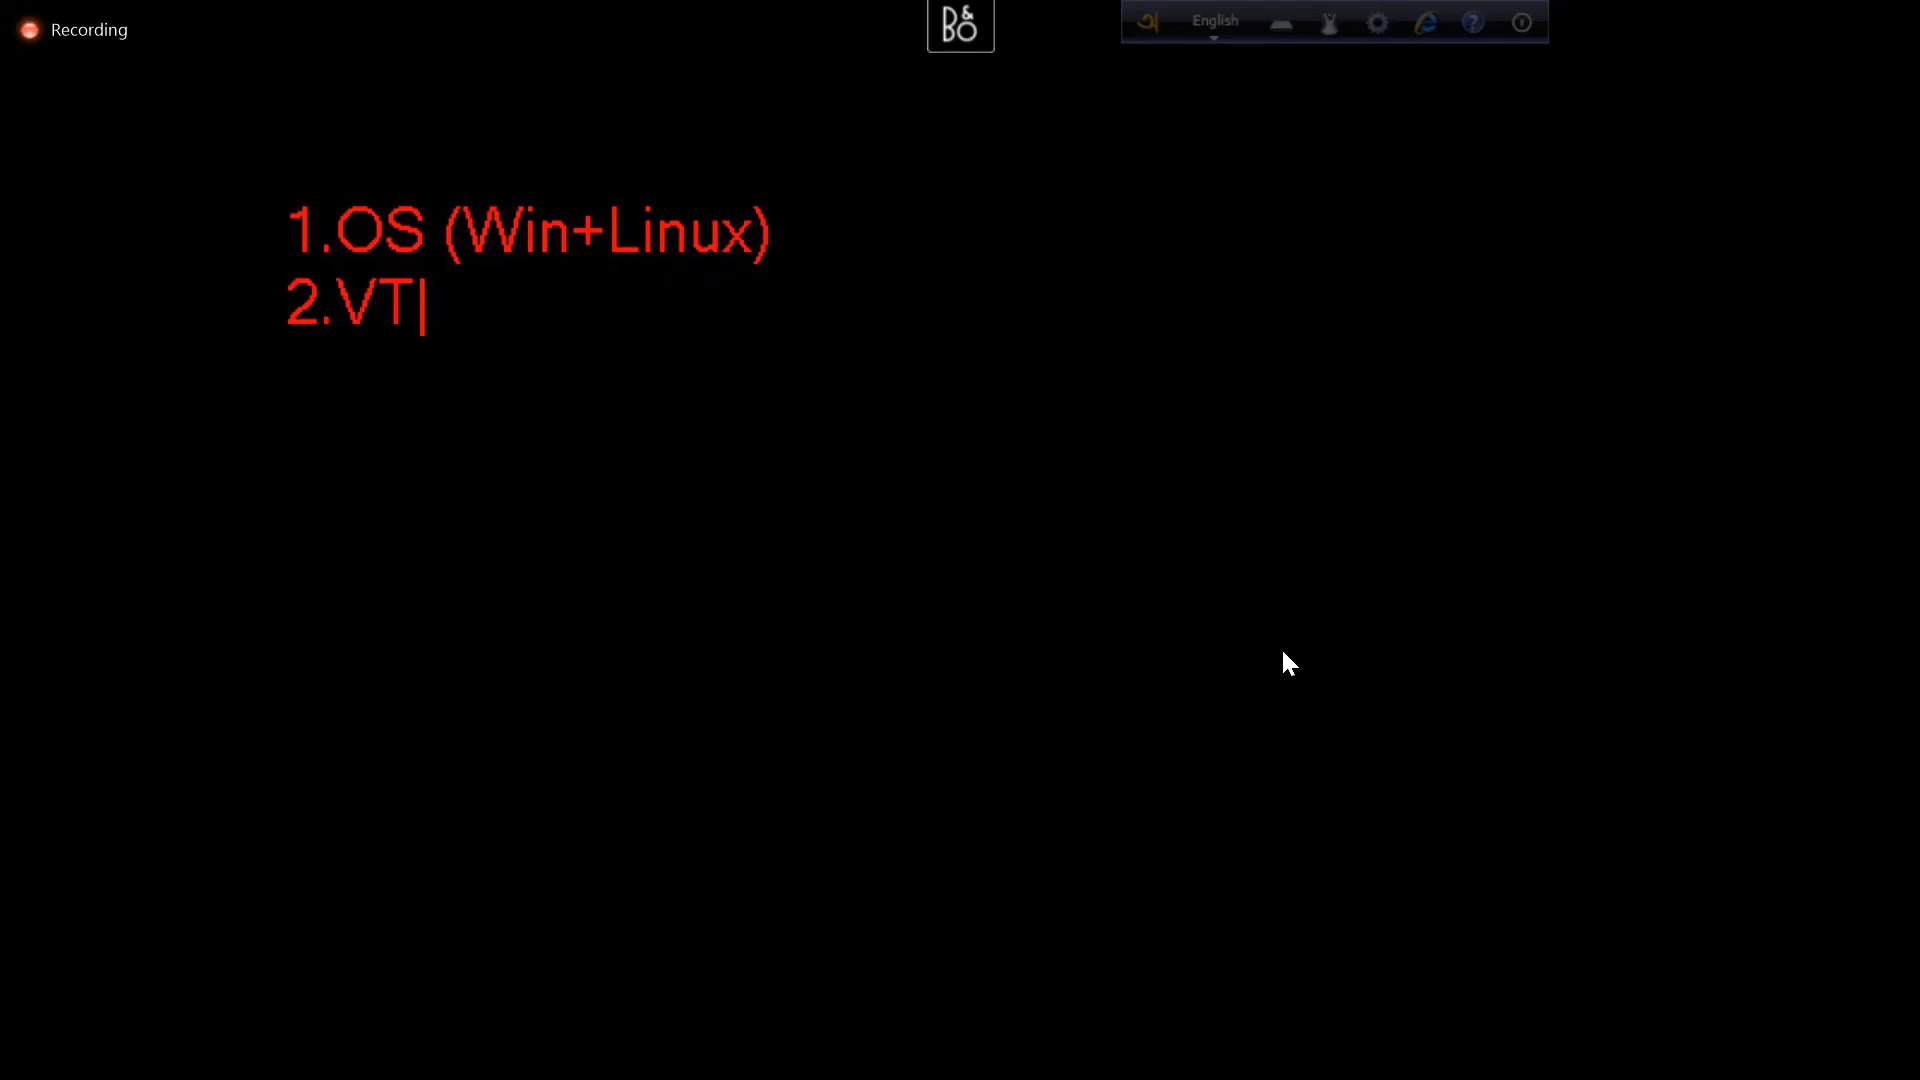 Recording
B&O
অ English
1.OS (Win+Linux)
2.VT